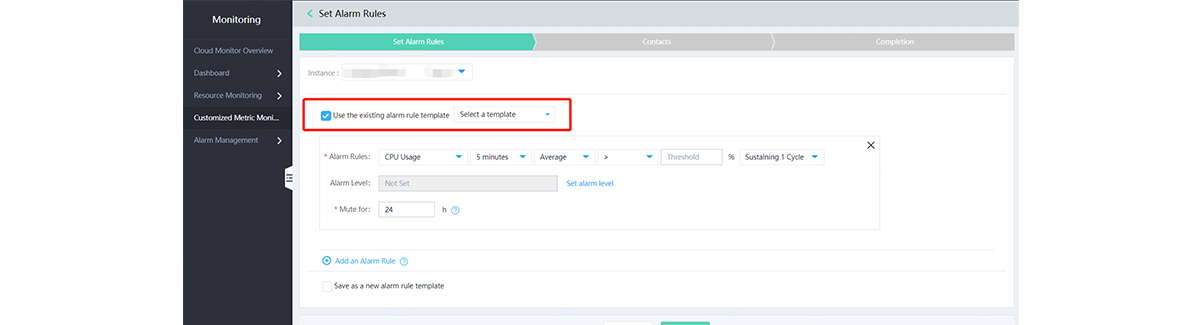 Monitoring
Cloud Monitor Overview
Dashboard
Resource Monitoring
Customized Metric Moni...
Alarm Management
Set Alarm Rules
Set Alarm Rules Contacts Completion
Instance :
Use the existing alarm rule template Select a template
* Alarm Rules: CPU Usage 5 minutes Average > Threshold % Sustaining 1 Cycle
Alarm Level: Not Set Set alarm level
* Mute for: 24 h
Add an Alarm Rule
Save as a new alarm rule template